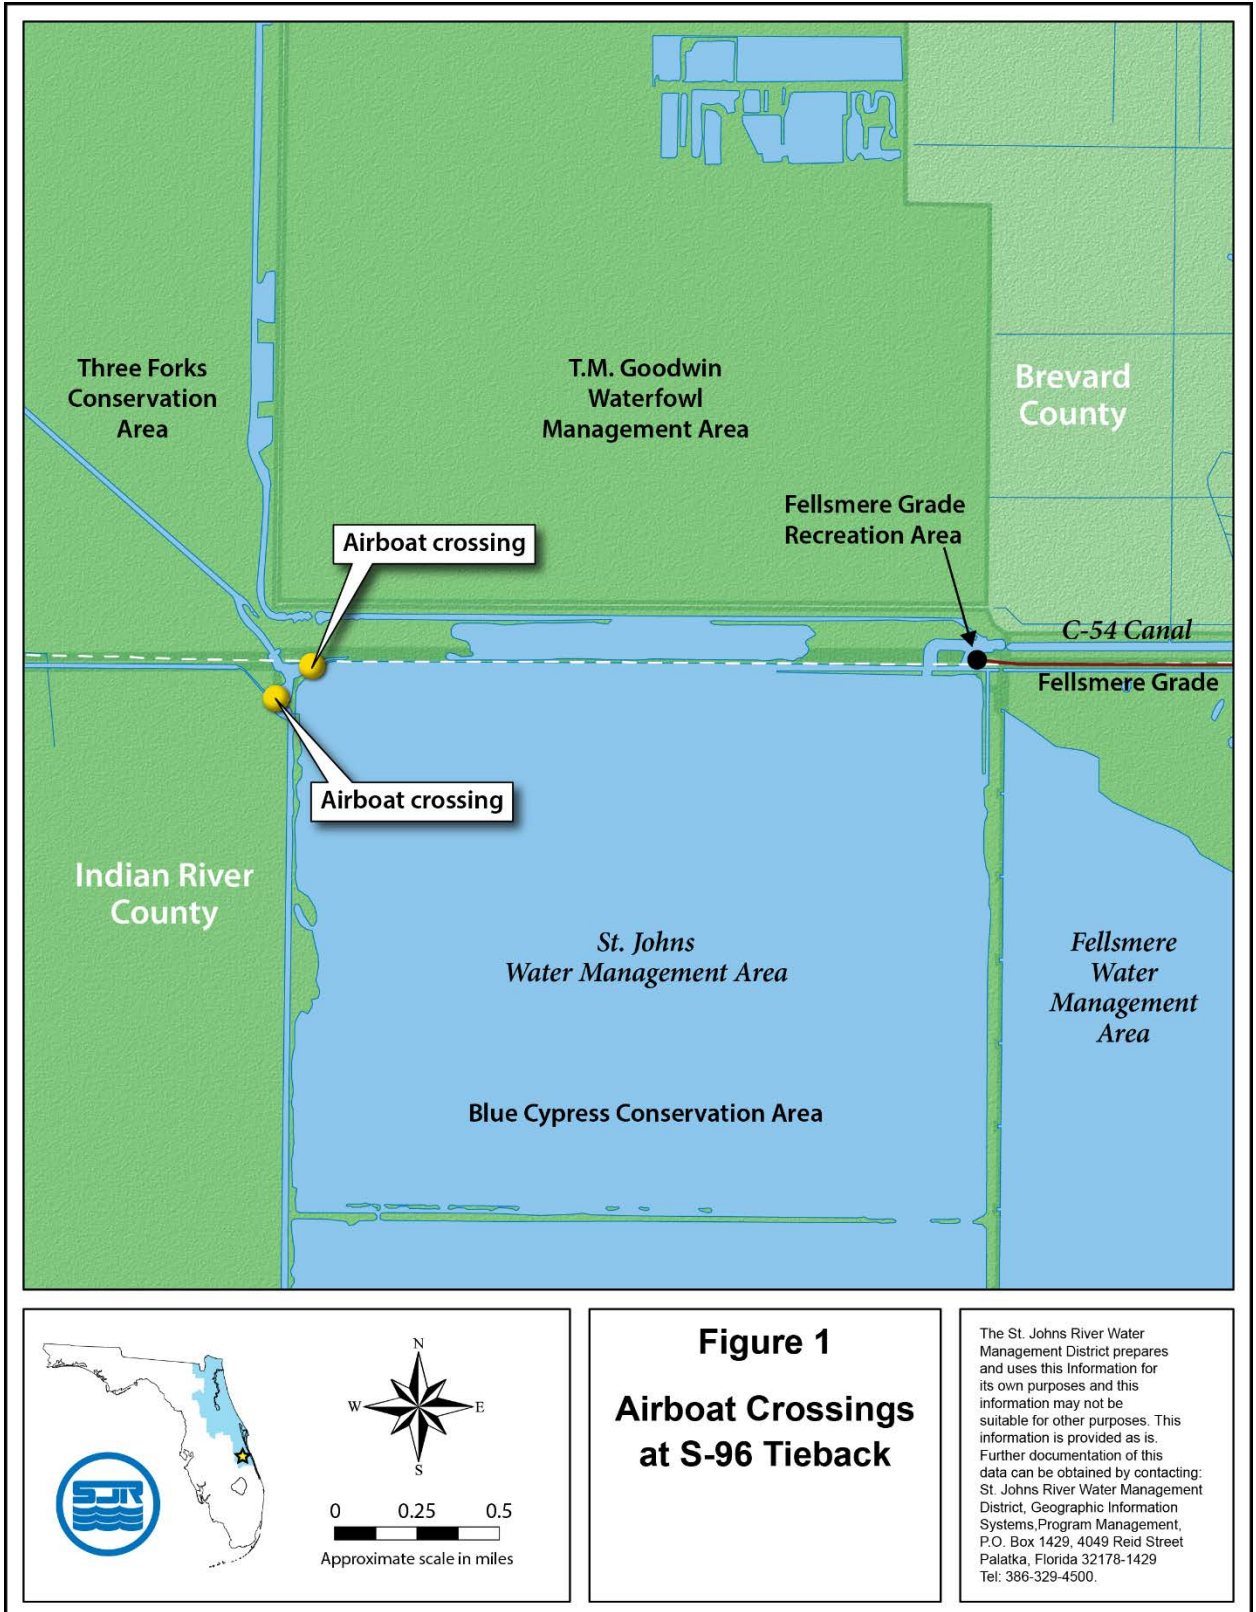 Three Forks
Conservation
Area
T.M. Goodwin
Waterfowl
Management Area
Brevard
County
Fellsmere Grade
Recreation Area
Airboat crossing
C-54 Canal
Fellsmere Grade
Airboat crossing
Indian River
County
St. Johns
Water Management Area
Fellsmere
Water
Management
Area
Blue Cypress Conservation Area
SJR
N
W
E
S
0 0.25 0.5
Approximate scale in miles
Figure 1
Airboat Crossings
at S-96 Tieback
The St. Johns River Water
Management District prepares
and uses this Information for
its own purposes and this
information may not be
suitable for other purposes. This
information is provided as is.
Further documentation of this
data can be obtained by contacting:
St. Johns River Water Management
District, Geographic Information
Systems,Program Management,
P.O. Box 1429, 4049 Reid Street
Palatka, Florida 32178-1429
Tel: 386-329-4500.